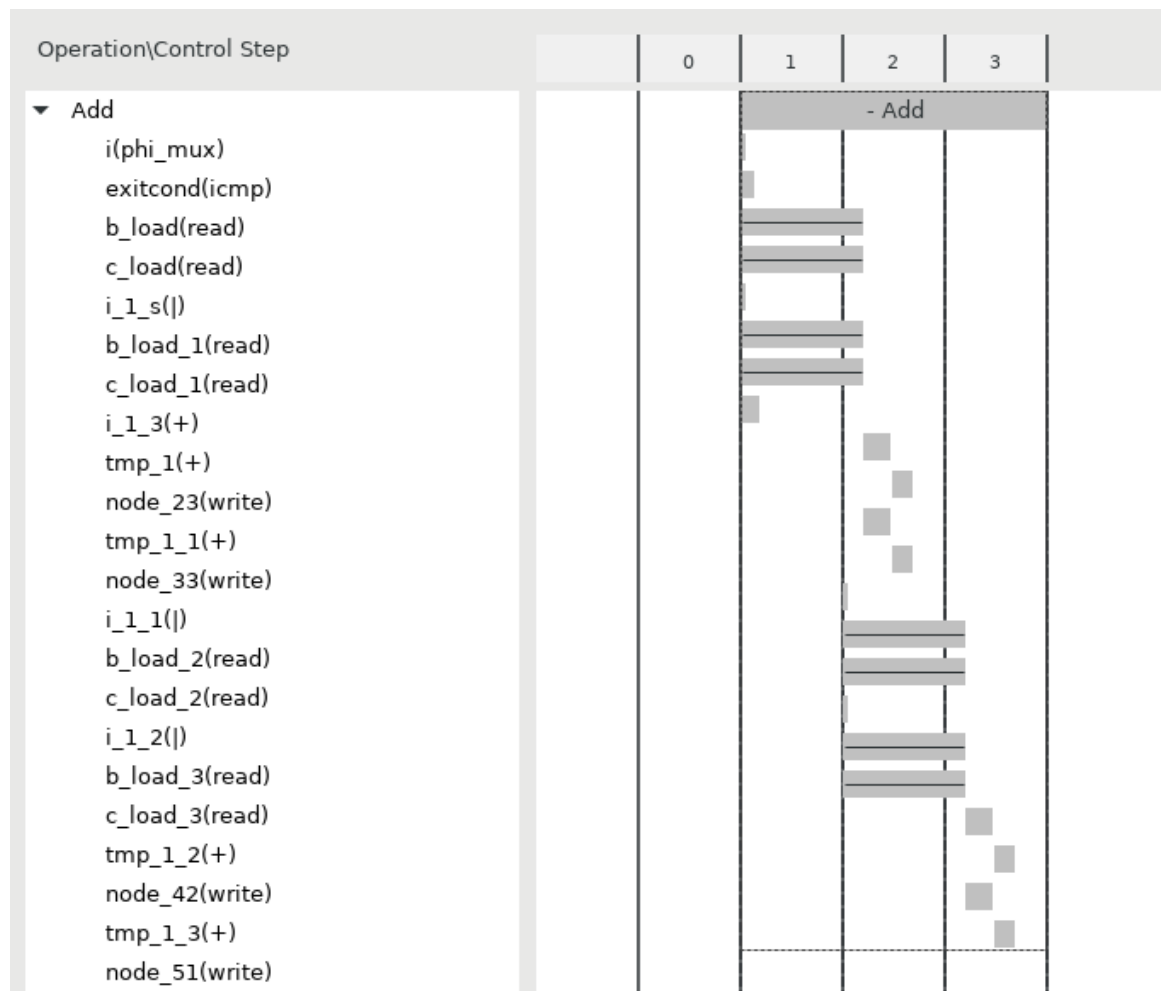 Operation\Control Step
0 1 2 3
Add - Add
i(phi_mux)
exitcond(icmp)
b_load(read)
c_load(read)
i_1_s(|)
b_load_1(read)
c_load_1(read)
i_1_3(+)
tmp_1(+)
node_23(write)
tmp_1_1(+)
node_33(write)
i_1_1(|)
b_load_2(read)
c_load_2(read)
i_1_2(|)
b_load_3(read)
c_load_3(read)
tmp_1_2(+)
node_42(write)
tmp_1_3(+)
node_51(write)